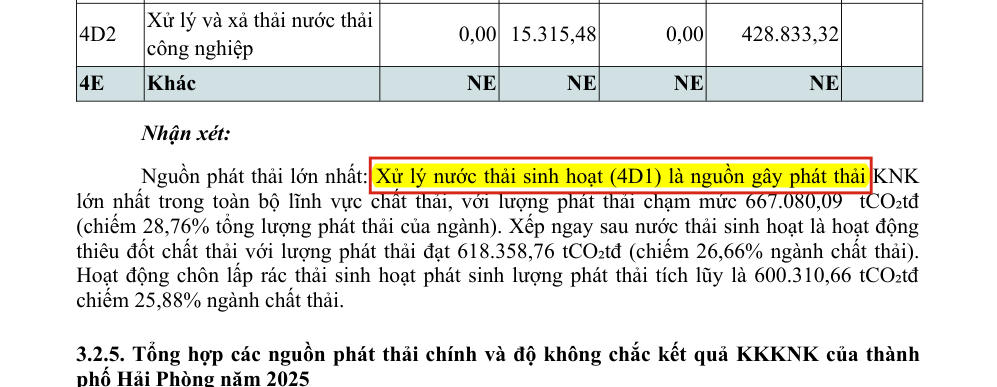 4D2 Xử lý và xả thải nước thải công nghiệp 0,00 15.315,48 0,00 428.833,32
4E Khác NE NE NE NE
Nhận xét:
Nguồn phát thải lớn nhất: Xử lý nước thải sinh hoạt (4D1) là nguồn gây phát thải KNK
lớn nhất trong toàn bộ lĩnh vực chất thải, với lượng phát thải chạm mức 667.080,09 tCO₂tđ
(chiếm 28,76% tổng lượng phát thải của ngành). Xếp ngay sau nước thải sinh hoạt là hoạt động
thiêu đốt chất thải với lượng phát thải đạt 618.358,76 tCO₂tđ (chiếm 26,66% ngành chất thải).
Hoạt động chôn lấp rác thải sinh hoạt phát sinh lượng phát thải tích lũy là 600.310,66 tCO₂tđ
chiếm 25,88% ngành chất thải.
3.2.5. Tổng hợp các nguồn phát thải chính và độ không chắc kết quả KKKNK của thành
phố Hải Phòng năm 2025